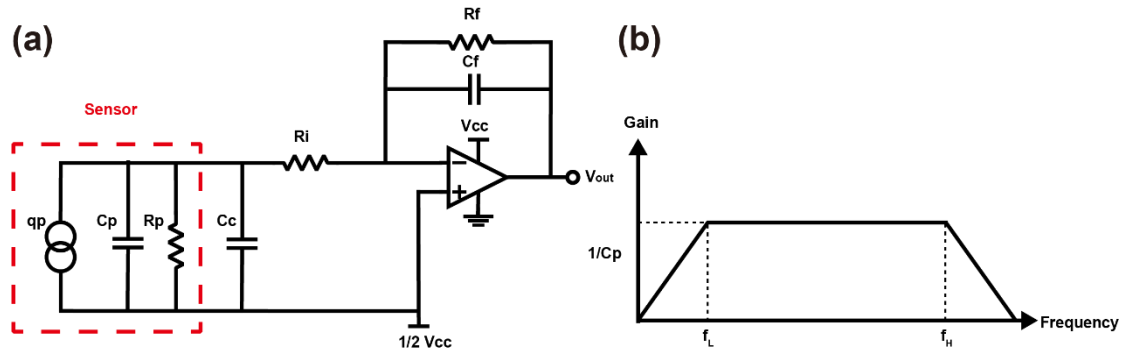 (a)
Sensor
qp
Cp
Rp
Cc
Ri
Rf
Cf
Vcc
Vout
1/2 Vcc
(b)
Gain
1/Cp
fL
fH
Frequency